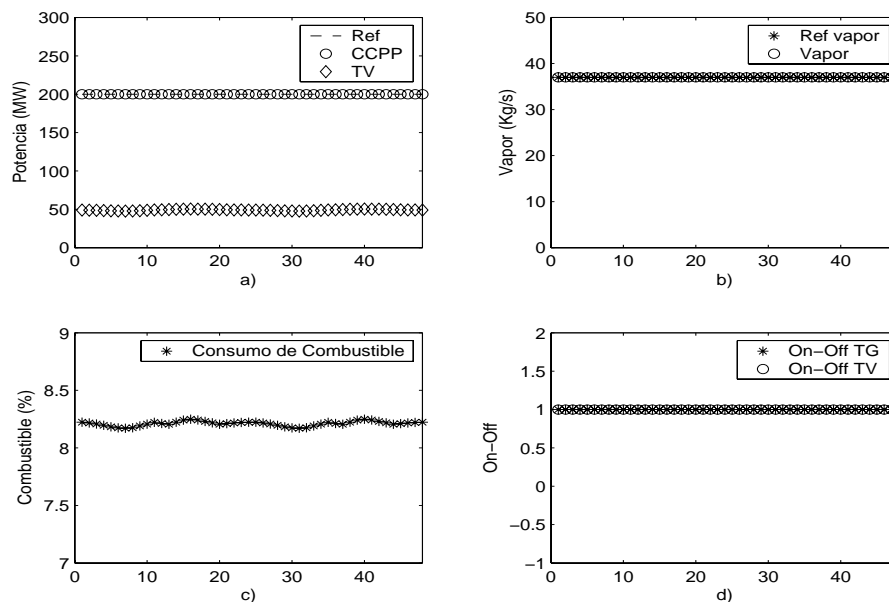 300
250
200
150
100
50
0
Potencia (MW)
Ref
CCPP
TV
0
10
20
30
40
a)
50
40
30
20
10
0
Vapor (Kg/s)
Ref vapor
Vapor
0
10
20
30
40
b)
9
8.5
8
7.5
7
Combustible (%)
Consumo de Combustible
0
10
20
30
40
c)
2
1.5
1
0.5
0
−0.5
−1
On−Off
On−Off TG
On−Off TV
0
10
20
30
40
d)